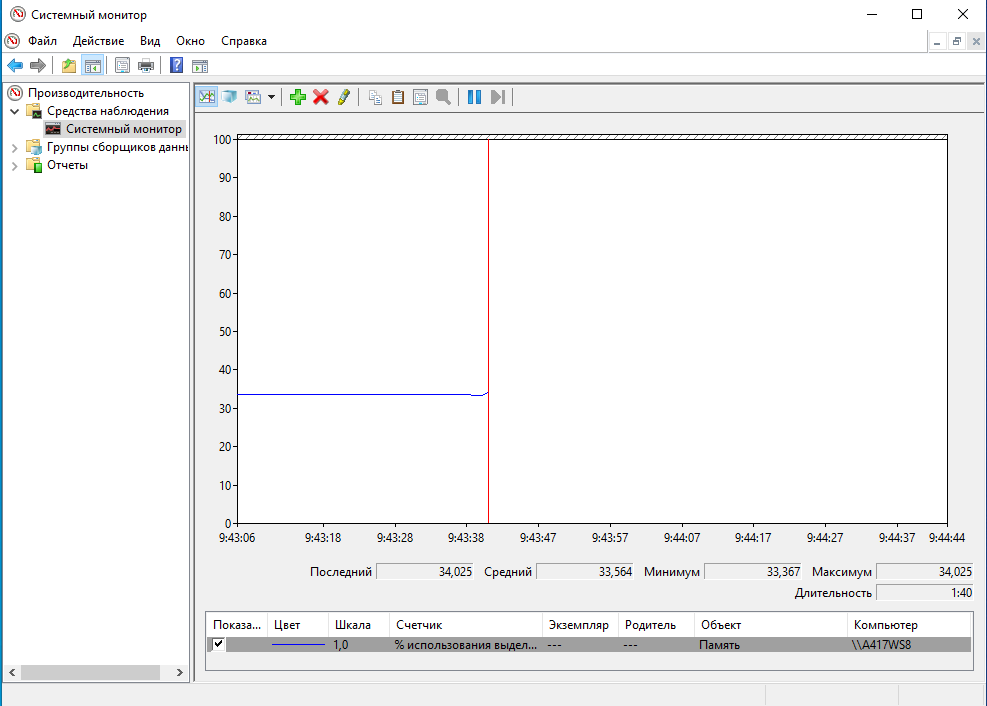 Системный монитор
Файл Действие Вид Окно Справка
Производительность
Средства наблюдения
Системный монитор
Группы сборщиков даннь
Отчеты
100
90
80
70
60
50
40
30
20
10
0
9:43:06 9:43:18 9:43:28 9:43:38 9:43:47 9:43:57 9:44:07 9:44:17 9:44:27 9:44:37 9:44:44
Последний 34,025 Средний 33,564 Минимум 33,367 Максимум 34,025
Длительность 1:40
Показа... Цвет Шкала Счетчик Экземпляр Родитель Объект Компьютер
1,0 % использования выдел... --- --- Память \\A417WS8